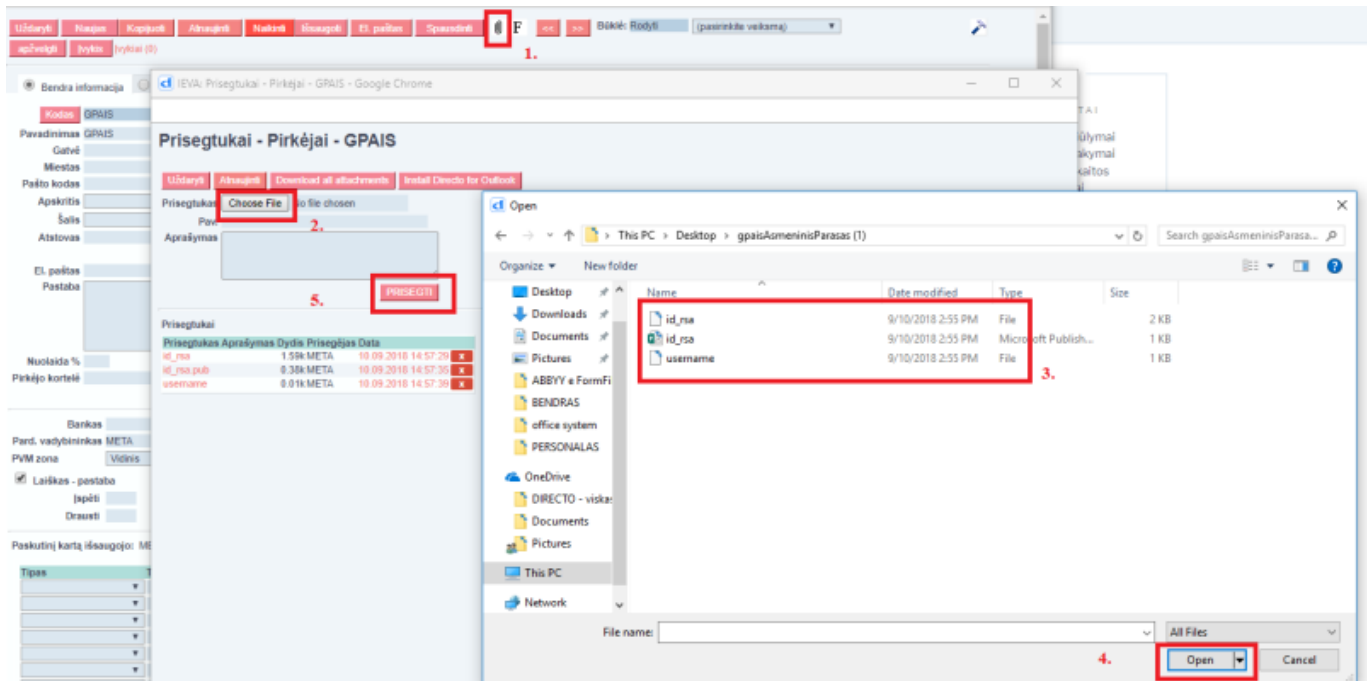 Uždaryti Naujas Kopijuoti Atnaujinti Naikinti Išsaugoti El. paštas Spausdinti F << >> Būklė: Rodyti (pasirinkite veiksmą)
1.
apžvelgti Įvykis Įvykiai (0)
Bendra informacija
Kodas GPAIS
Pavadinimas GPAIS
Gatvė
Miestas
Pašto kodas
Apskritis
Šalis
Atstovas
El. paštas
Pastaba
Nuolaida %
Pirkėjo kortelė
Bankas
Pard. vadybininkas META
PVM zona Vidinis
Laiškas - pastaba
Įspėti
Drausti
Paskutinį kartą išsaugojo: ME
Tipas T
IEVA: Prisegtukai - Pirkėjai - GPAIS - Google Chrome
Prisegtukai - Pirkėjai - GPAIS
Uždaryti Atnaujinti Download all attachments Install Directo for Outlook
Prisegtukas Choose File No file chosen
2.
Pav.
Aprašymas
5.
PRISEGTI
Prisegtukai
Prisegtukas Aprašymas Dydis Prisegėjas Data
id_rsa 1.59k META 10.09.2018 14:57:29 x
id_rsa.pub 0.38k META 10.09.2018 14:57:35 x
username 0.01k META 10.09.2018 14:57:39 x
TAI
ūlymai
akymai
kaitos
Open
This PC > Desktop > gpaisAsmeninisParasas (1)
Search gpaisAsmeninisParasa...
Organize New folder
Desktop
Downloads
Documents
Pictures
ABBYY e FormFi
BENDRAS
office system
PERSONALAS
OneDrive
DIRECTO - viskas
Documents
Pictures
This PC
Network
Name Date modified Type Size
id_rsa 9/10/2018 2:55 PM File 2 KB
id_rsa 9/10/2018 2:55 PM Microsoft Publish... 1 KB
username 9/10/2018 2:55 PM File 1 KB
3.
File name: All Files
4.
Open Cancel